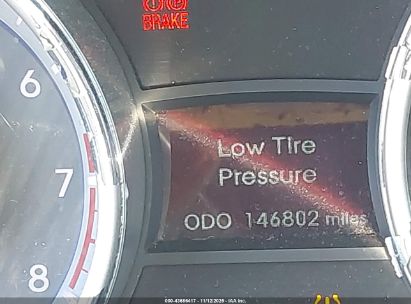 BRAKE
6
7
8
Low Tire
Pressure
ODO 146802 miles